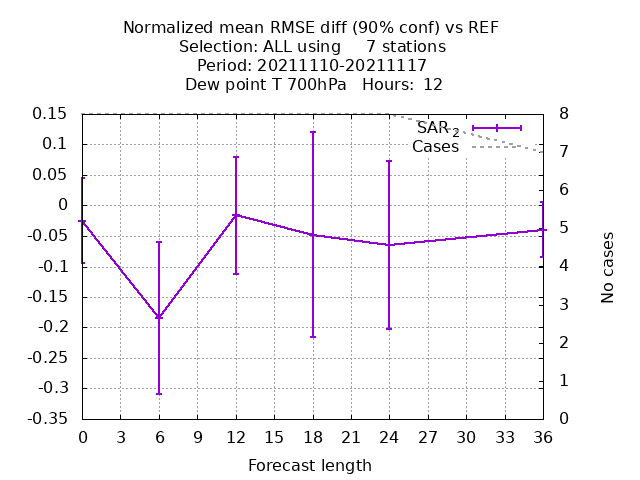 Normalized mean RMSE diff (90% conf) vs REF
Selection: ALL using     7 stations
Period: 20211110-20211117
Dew point T 700hPa   Hours:  12
0.15
0.1
0.05
0
-0.05
-0.1
-0.15
-0.2
-0.25
-0.3
-0.35
SAR2
Cases
8
7
6
5
4
3
2
1
0
No cases
0 3 6 9 12 15 18 21 24 27 30 33 36
Forecast length